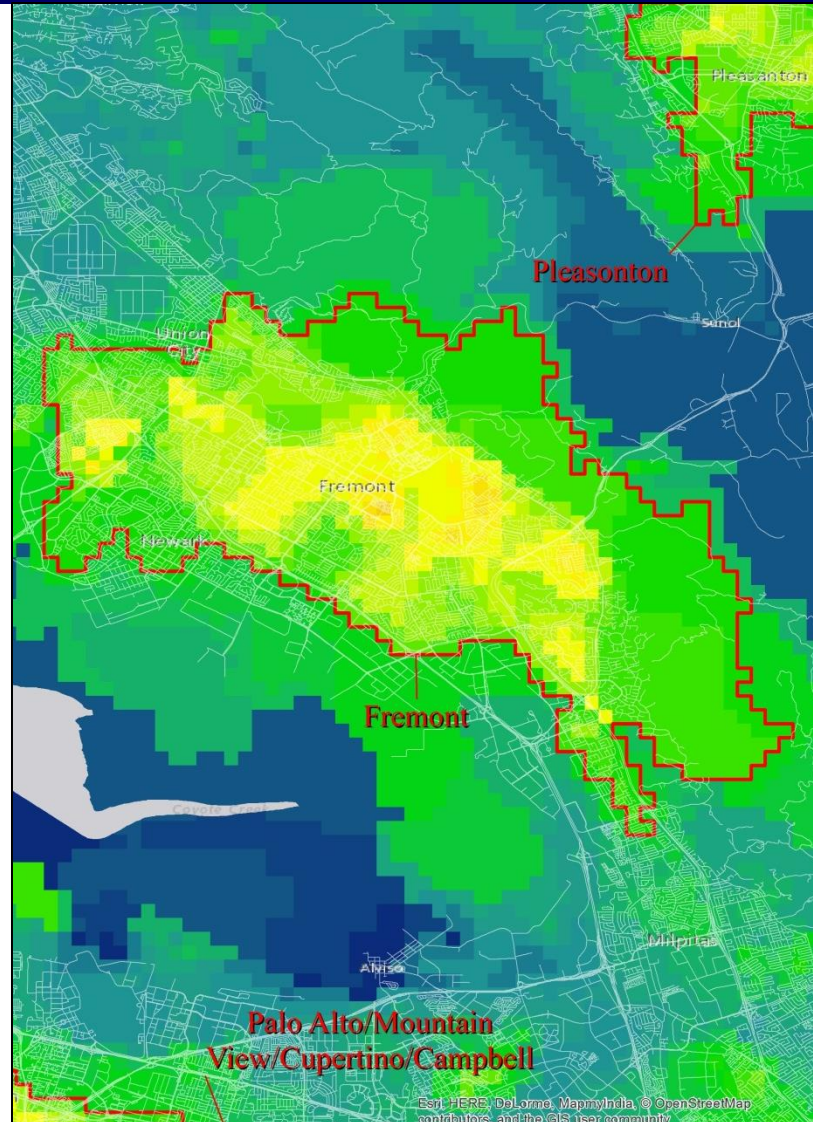 Pleasanton
Pleasonton
Sunol
Union
City
Fremont
Newark
Fremont
Coyote Creek
Milpitas
Alviso
Palo Alto/Mountain
View/Cupertino/Campbell
Esri, HERE, DeLorme, MapmyIndia, © OpenStreetMap
contributors, and the GIS user community